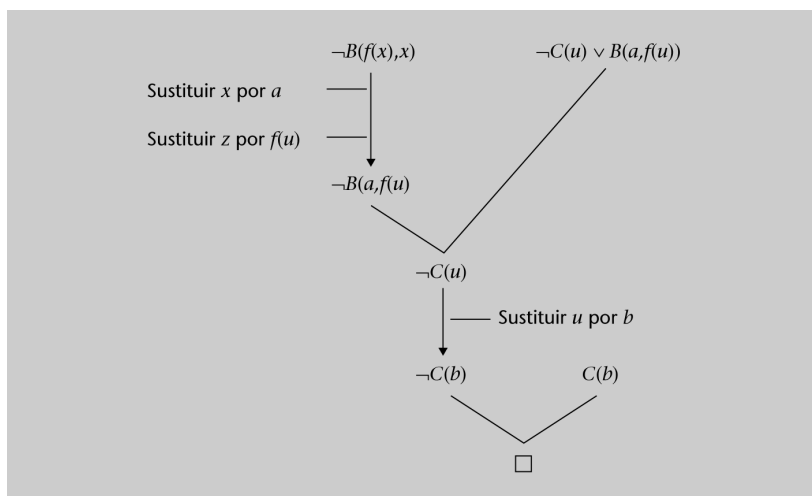 ¬B(f(x),x)
¬C(u) ∨ B(a,f(u))
Sustituir x por a
Sustituir z por f(u)
¬B(a,f(u)
¬C(u)
Sustituir u por b
¬C(b)
C(b)